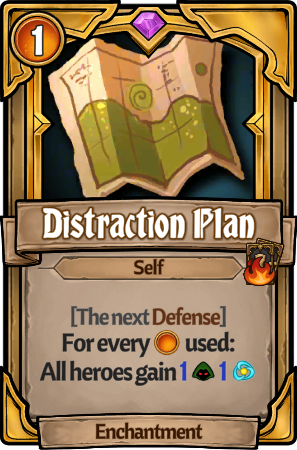 1
Distraction Plan
Self
[The next Defense]
For every used:
All heroes gain 1 1
Enchantment